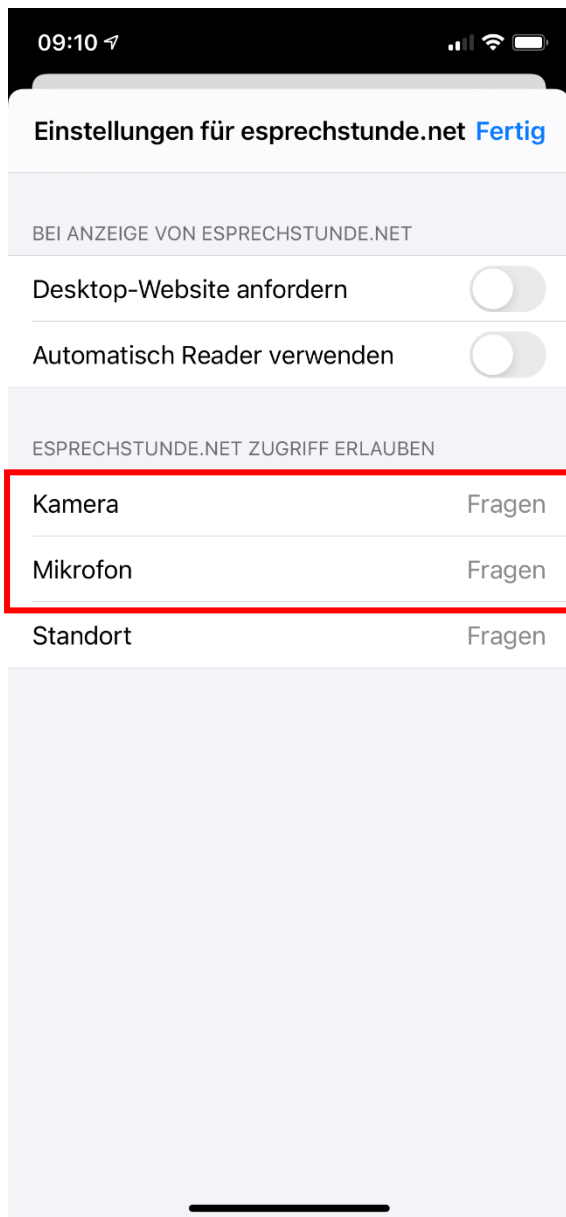 09:10
Einstellungen für esprechstunde.net Fertig
BEI ANZEIGE VON ESPRECHSTUNDE.NET
Desktop-Website anfordern
Automatisch Reader verwenden
ESPRECHSTUNDE.NET ZUGRIFF ERLAUBEN
Kamera Fragen
Mikrofon Fragen
Standort Fragen